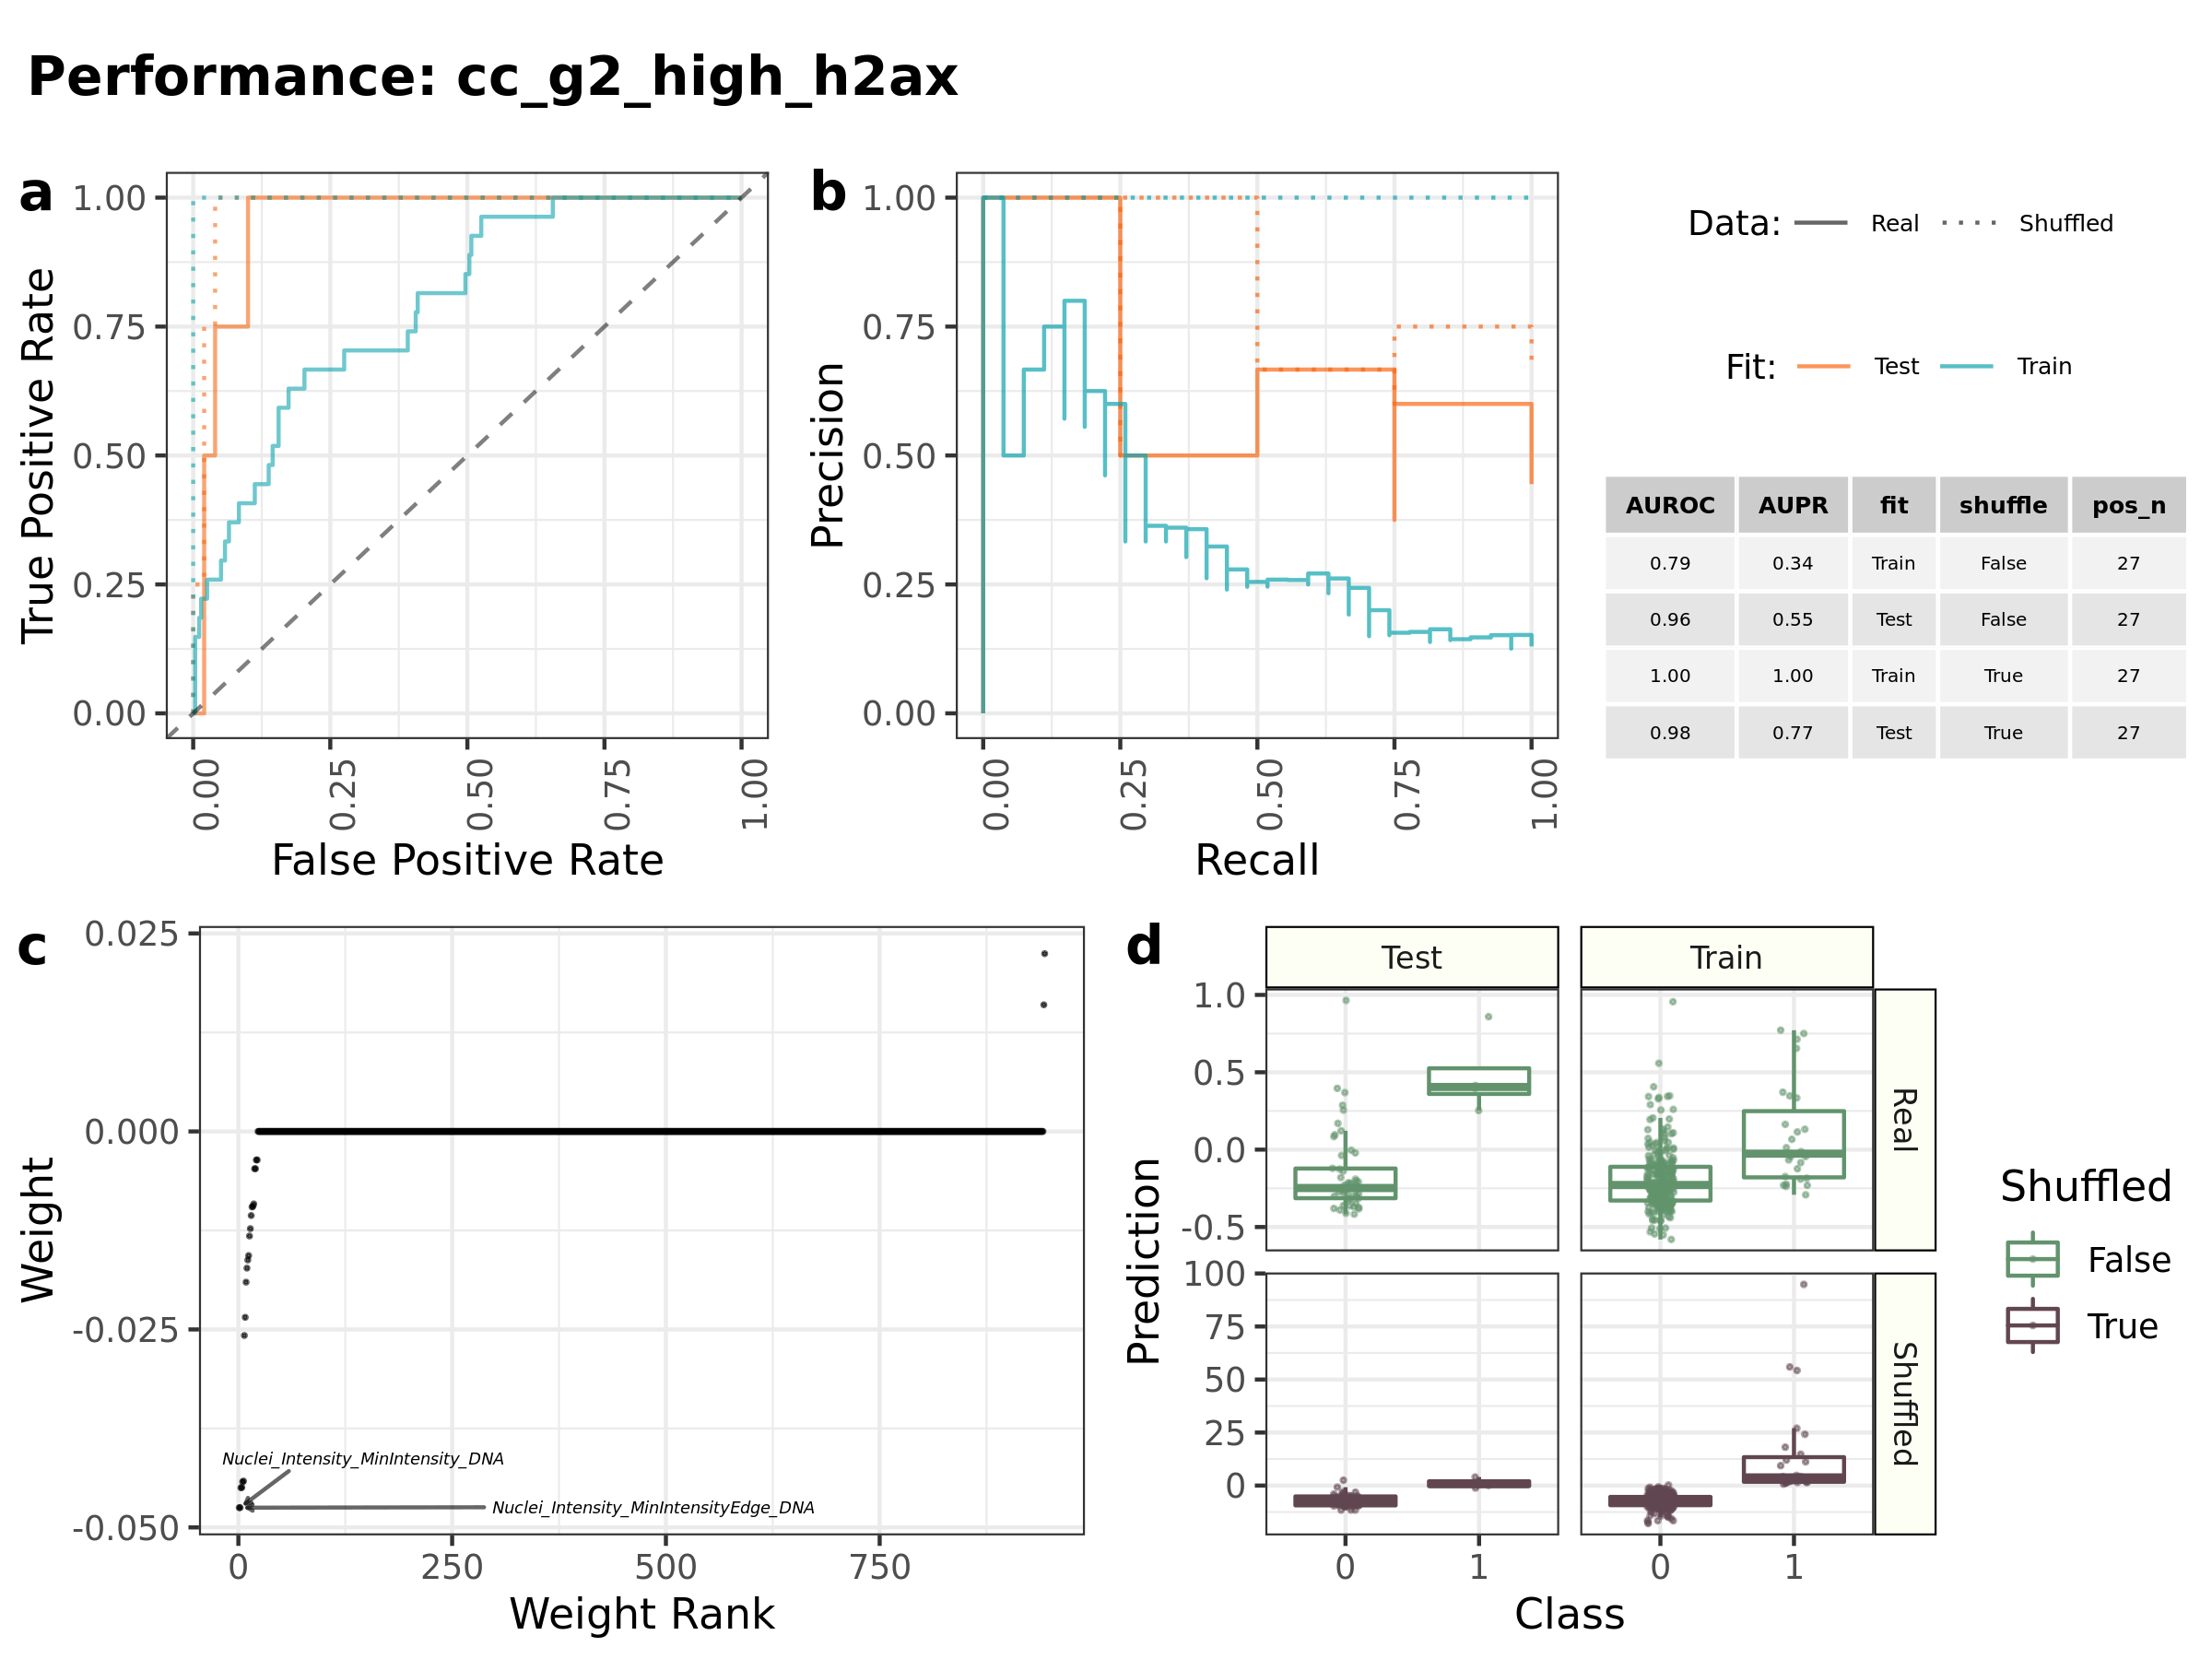 Performance: cc_g2_high_h2ax
a
1.00
0.75
0.50
0.25
0.00
True Positive Rate
0.00 0.25 0.50 0.75 1.00
False Positive Rate
b
1.00
0.75
0.50
0.25
0.00
Precision
0.00 0.25 0.50 0.75 1.00
Recall
Data: Real Shuffled
Fit: Test Train
AUROC AUPR fit shuffle pos_n
0.79 0.34 Train False 27
0.96 0.55 Test False 27
1.00 1.00 Train True 27
0.98 0.77 Test True 27
c
0.025
0.000
-0.025
-0.050
Weight
Nuclei_Intensity_MinIntensity_DNA
Nuclei_Intensity_MinIntensityEdge_DNA
0 250 500 750
Weight Rank
d
Test Train
1.0
0.5
0.0
-0.5
Real
100
75
50
25
0
Shuffled
Prediction
0 1 0 1
Class
Shuffled
False
True